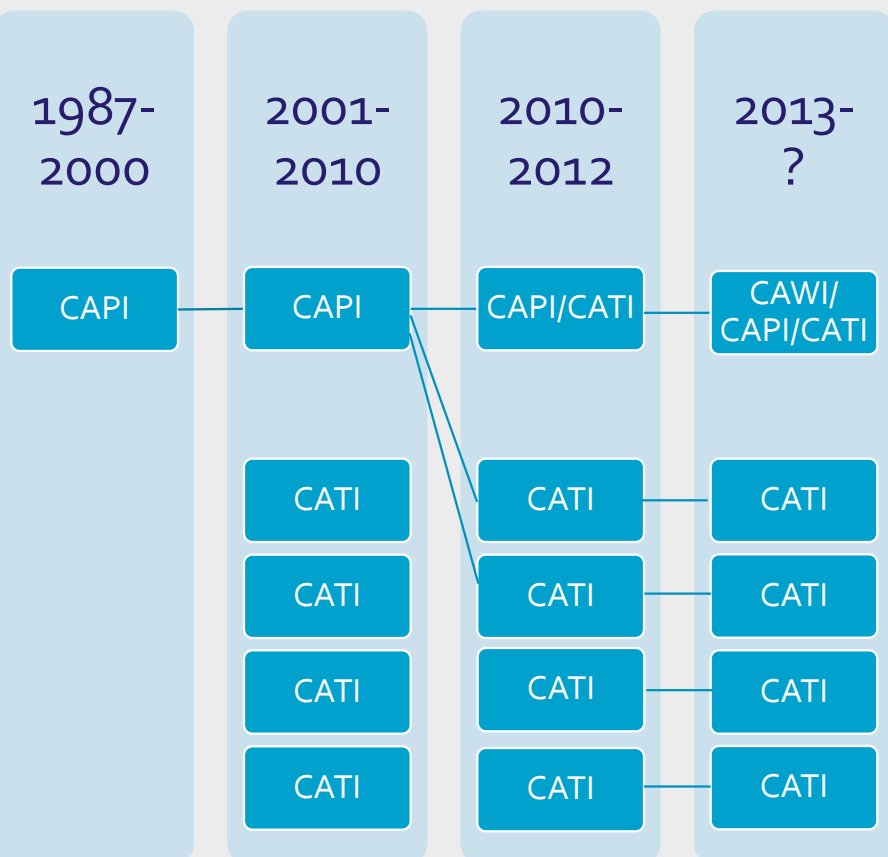 1987-
2000
2001-
2010
2010-
2012
2013-
?
CAPI
CAPI
CAPI/CATI
CAWI/
CAPI/CATI
CATI
CATI
CATI
CATI
CATI
CATI
CATI
CATI
CATI
CATI
CATI
CATI